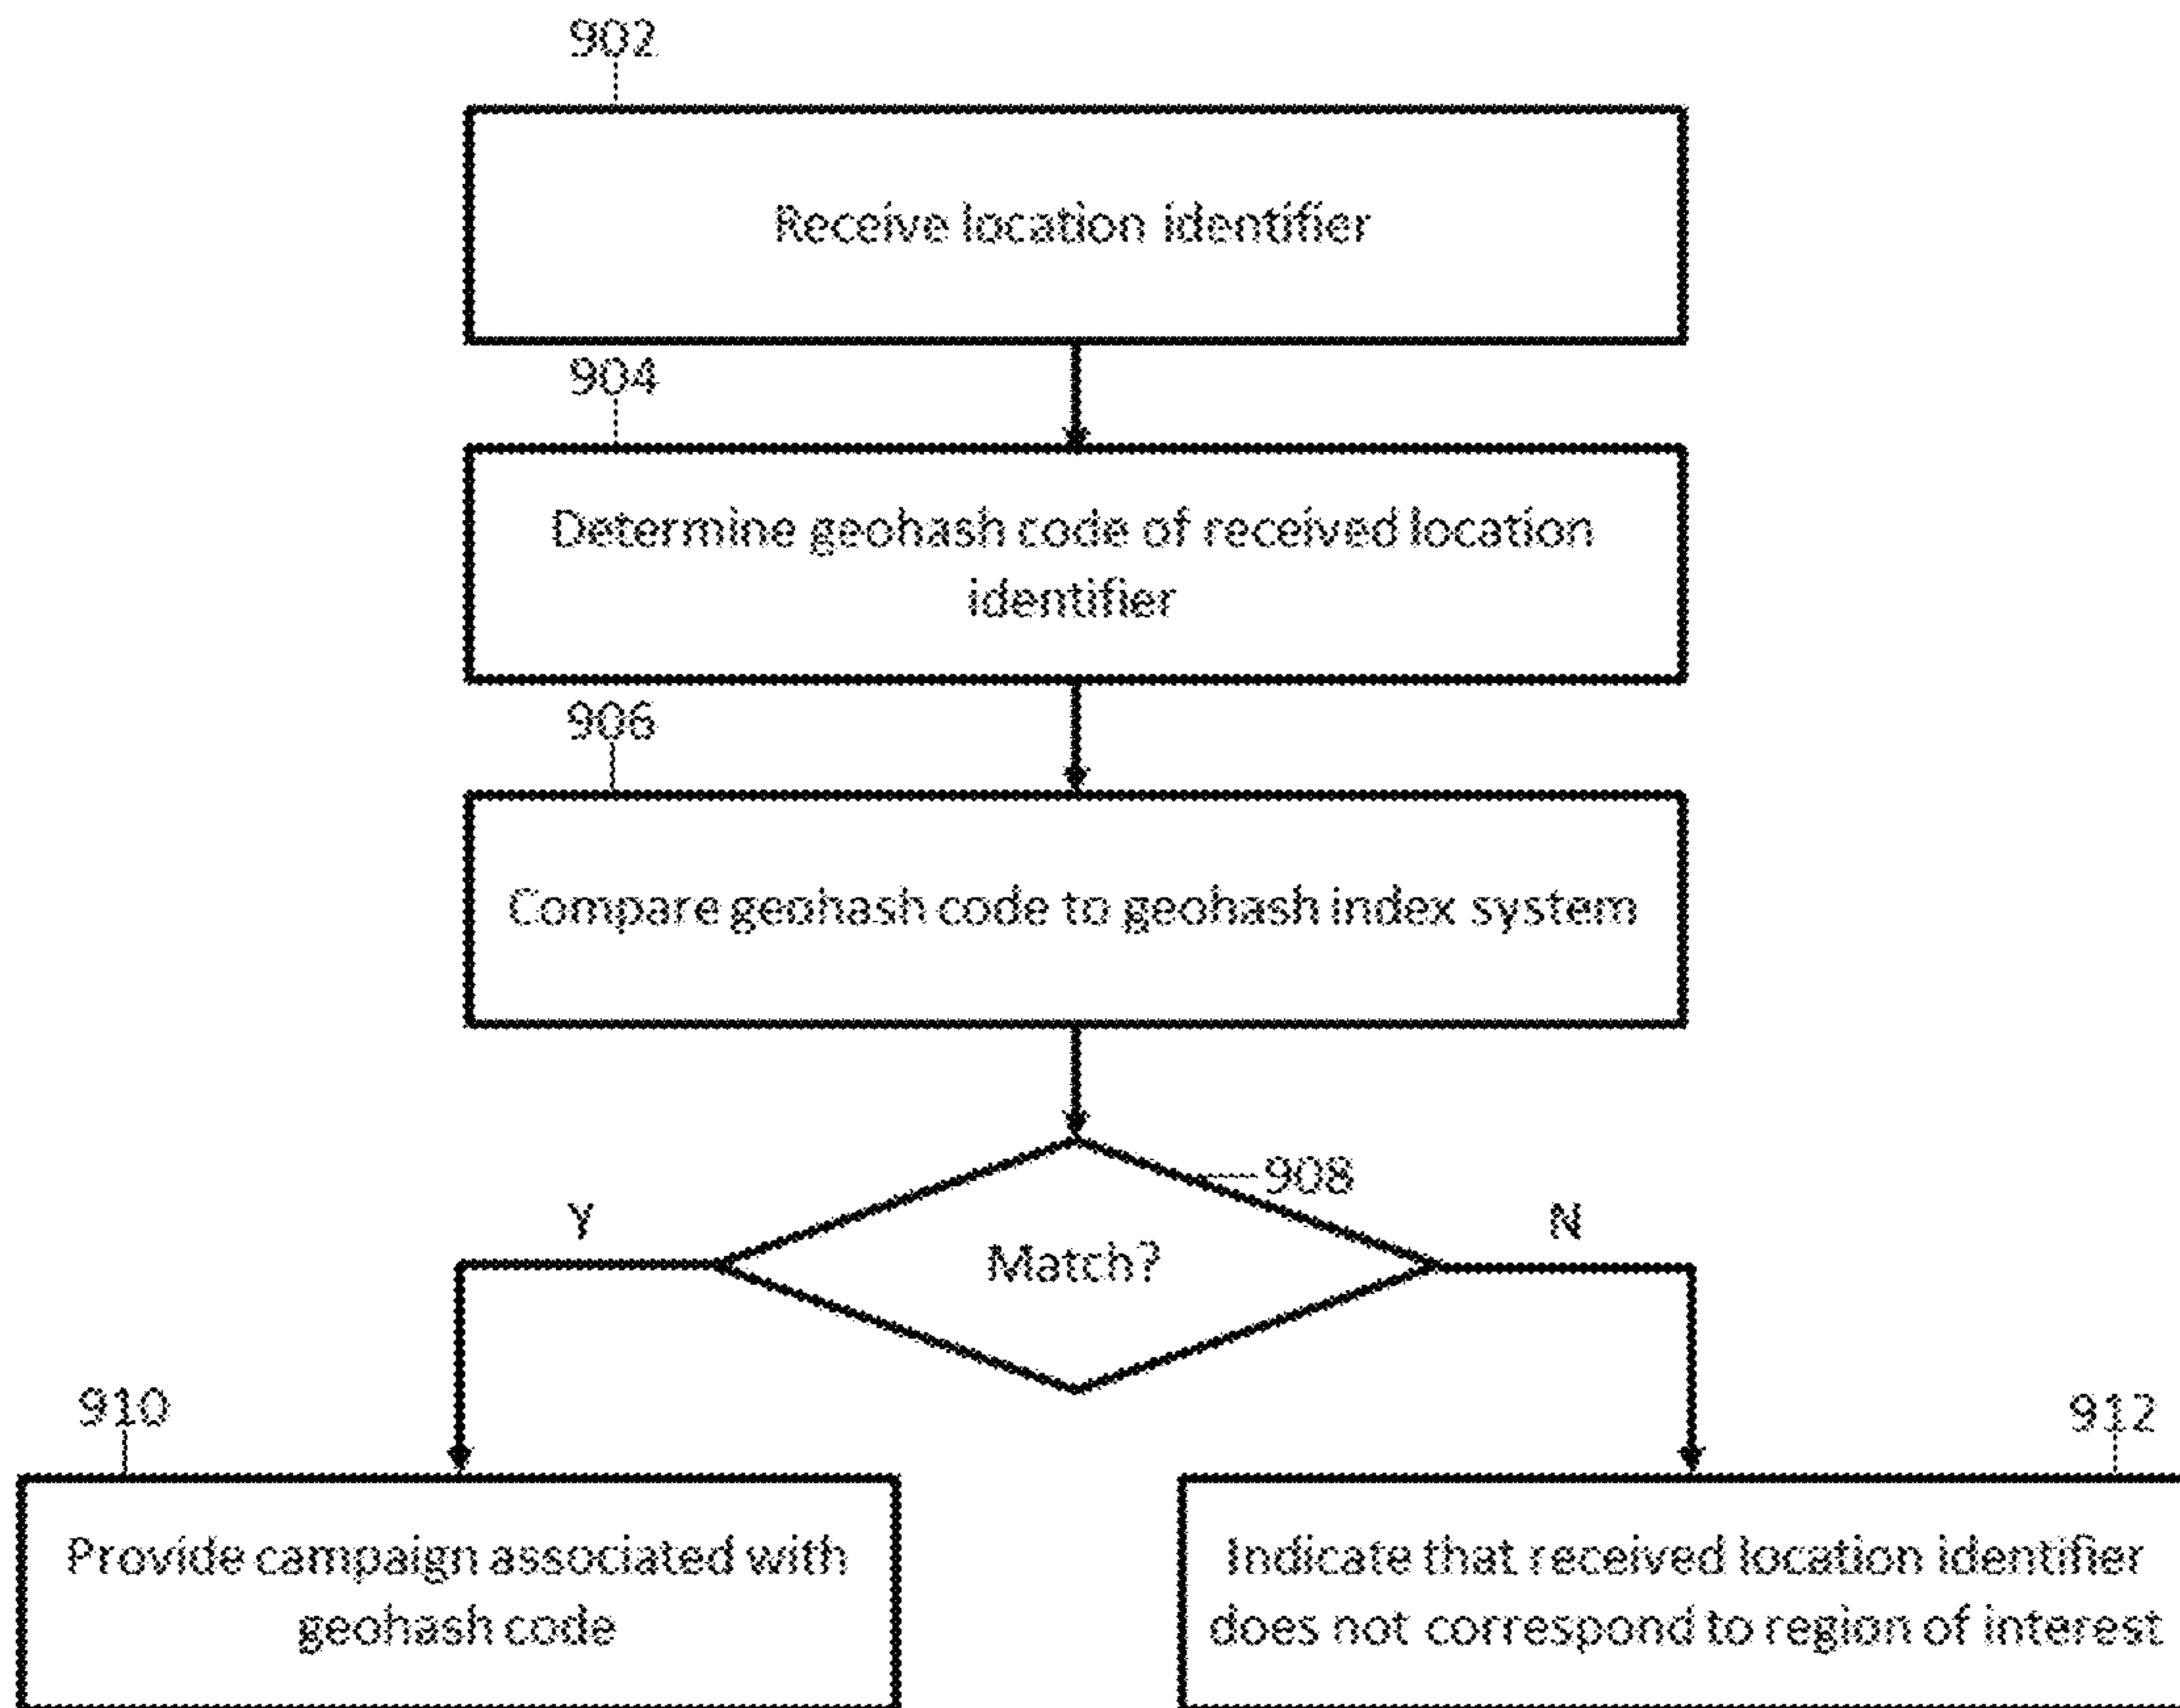 902
Receive location identifier
904
Determine geohash code of received location
identifier
906
Compare geohash code to geohash index system
908
Y
N
Match?
910
912
Provide campaign associated with
geohash code
Indicate that received location identifier
does not correspond to region of interest